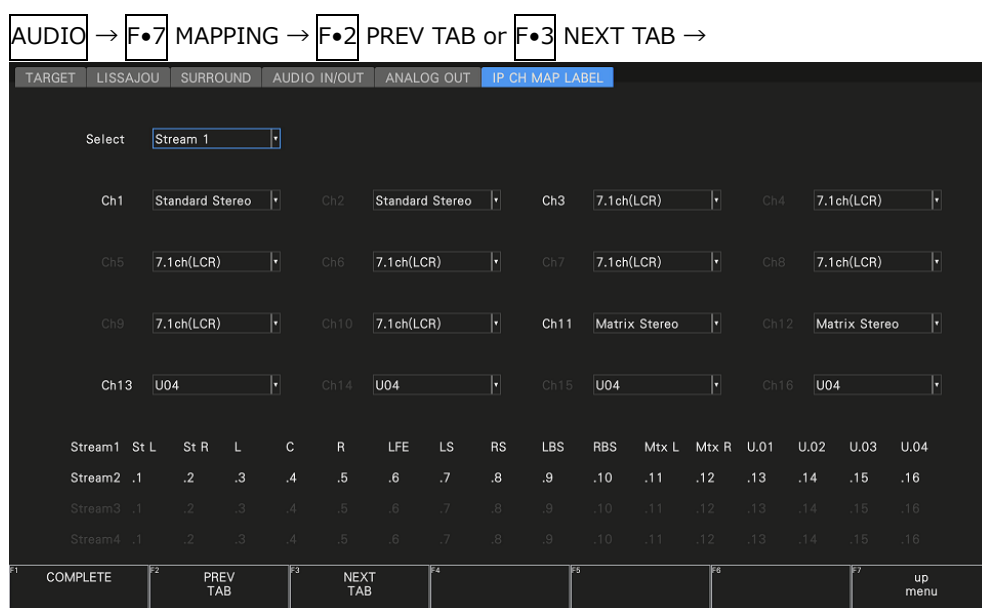 AUDIO → F•7 MAPPING → F•2 PREV TAB or F•3 NEXT TAB →
TARGET LISSAJOU SURROUND AUDIO IN/OUT ANALOG OUT IP CH MAP LABEL
Select Stream 1
Ch1 Standard Stereo Ch2 Standard Stereo Ch3 7.1ch(LCR) Ch4 7.1ch(LCR)
Ch5 7.1ch(LCR) Ch6 7.1ch(LCR) Ch7 7.1ch(LCR) Ch8 7.1ch(LCR)
Ch9 7.1ch(LCR) Ch10 7.1ch(LCR) Ch11 Matrix Stereo Ch12 Matrix Stereo
Ch13 U04 Ch14 U04 Ch15 U04 Ch16 U04
Stream1 St L St R L C R LFE LS RS LBS RBS Mtx L Mtx R U.01 U.02 U.03 U.04
Stream2 .1 .2 .3 .4 .5 .6 .7 .8 .9 .10 .11 .12 .13 .14 .15 .16
Stream3 .1 .2 .3 .4 .5 .6 .7 .8 .9 .10 .11 .12 .13 .14 .15 .16
Stream4 .1 .2 .3 .4 .5 .6 .7 .8 .9 .10 .11 .12 .13 .14 .15 .16
F1 COMPLETE F2 PREV TAB F3 NEXT TAB F4 F5 F6 F7 up menu